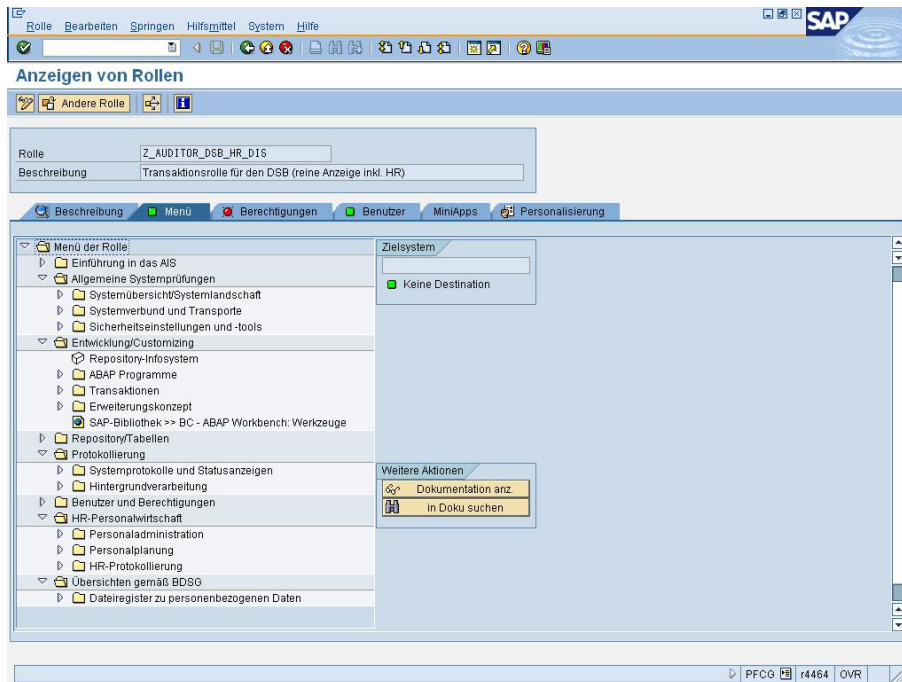 Rolle Bearbeiten Springen Hilfsmittel System Hilfe
SAP
Anzeigen von Rollen
Andere Rolle
Rolle Z_AUDITOR_DSB_HR_DIS
Beschreibung Transaktionsrolle für den DSB (reine Anzeige inkl. HR)
Beschreibung Menü Berechtigungen Benutzer MiniApps Personalisierung
Menü der Rolle
Einführung in das AIS
Allgemeine Systemprüfungen
Systemübersicht/Systemlandschaft
Systemverbund und Transporte
Sicherheitseinstellungen und -tools
Entwicklung/Customizing
Repository-Infosystem
ABAP Programme
Transaktionen
Erweiterungskonzept
SAP-Bibliothek >> BC - ABAP Workbench: Werkzeuge
Repository/Tabellen
Protokollierung
Systemprotokolle und Statusanzeigen
Hintergrundverarbeitung
Benutzer und Berechtigungen
HR-Personalwirtschaft
Personaladministration
Personalplanung
HR-Protokollierung
Übersichten gemäß BDSG
Dateiregister zu personenbezogenen Daten
Zielsystem
Keine Destination
Weitere Aktionen
Dokumentation anz.
in Doku suchen
PFCG r4464 OVR